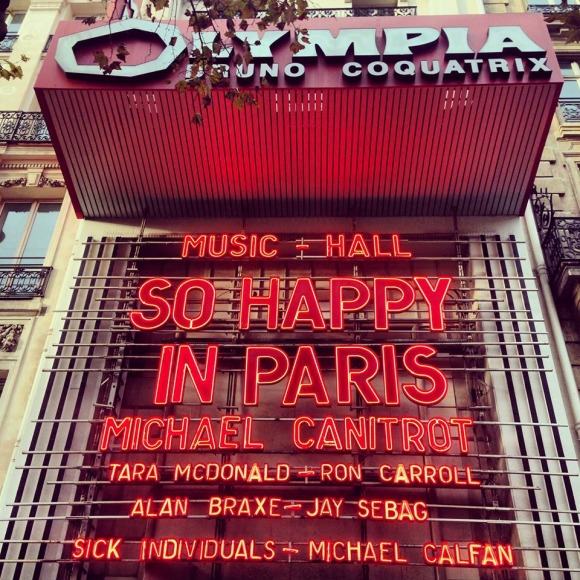 OLYMPIA
BRUNO COQUATRIX
MUSIC - HALL
SO HAPPY
IN PARIS
MICHAEL CANITROT
TARA MCDONALD - RON CARROLL
ALAN BRAXE - JAY SEBAG
SICK INDIVIDUALS - MICHAEL CALFAN